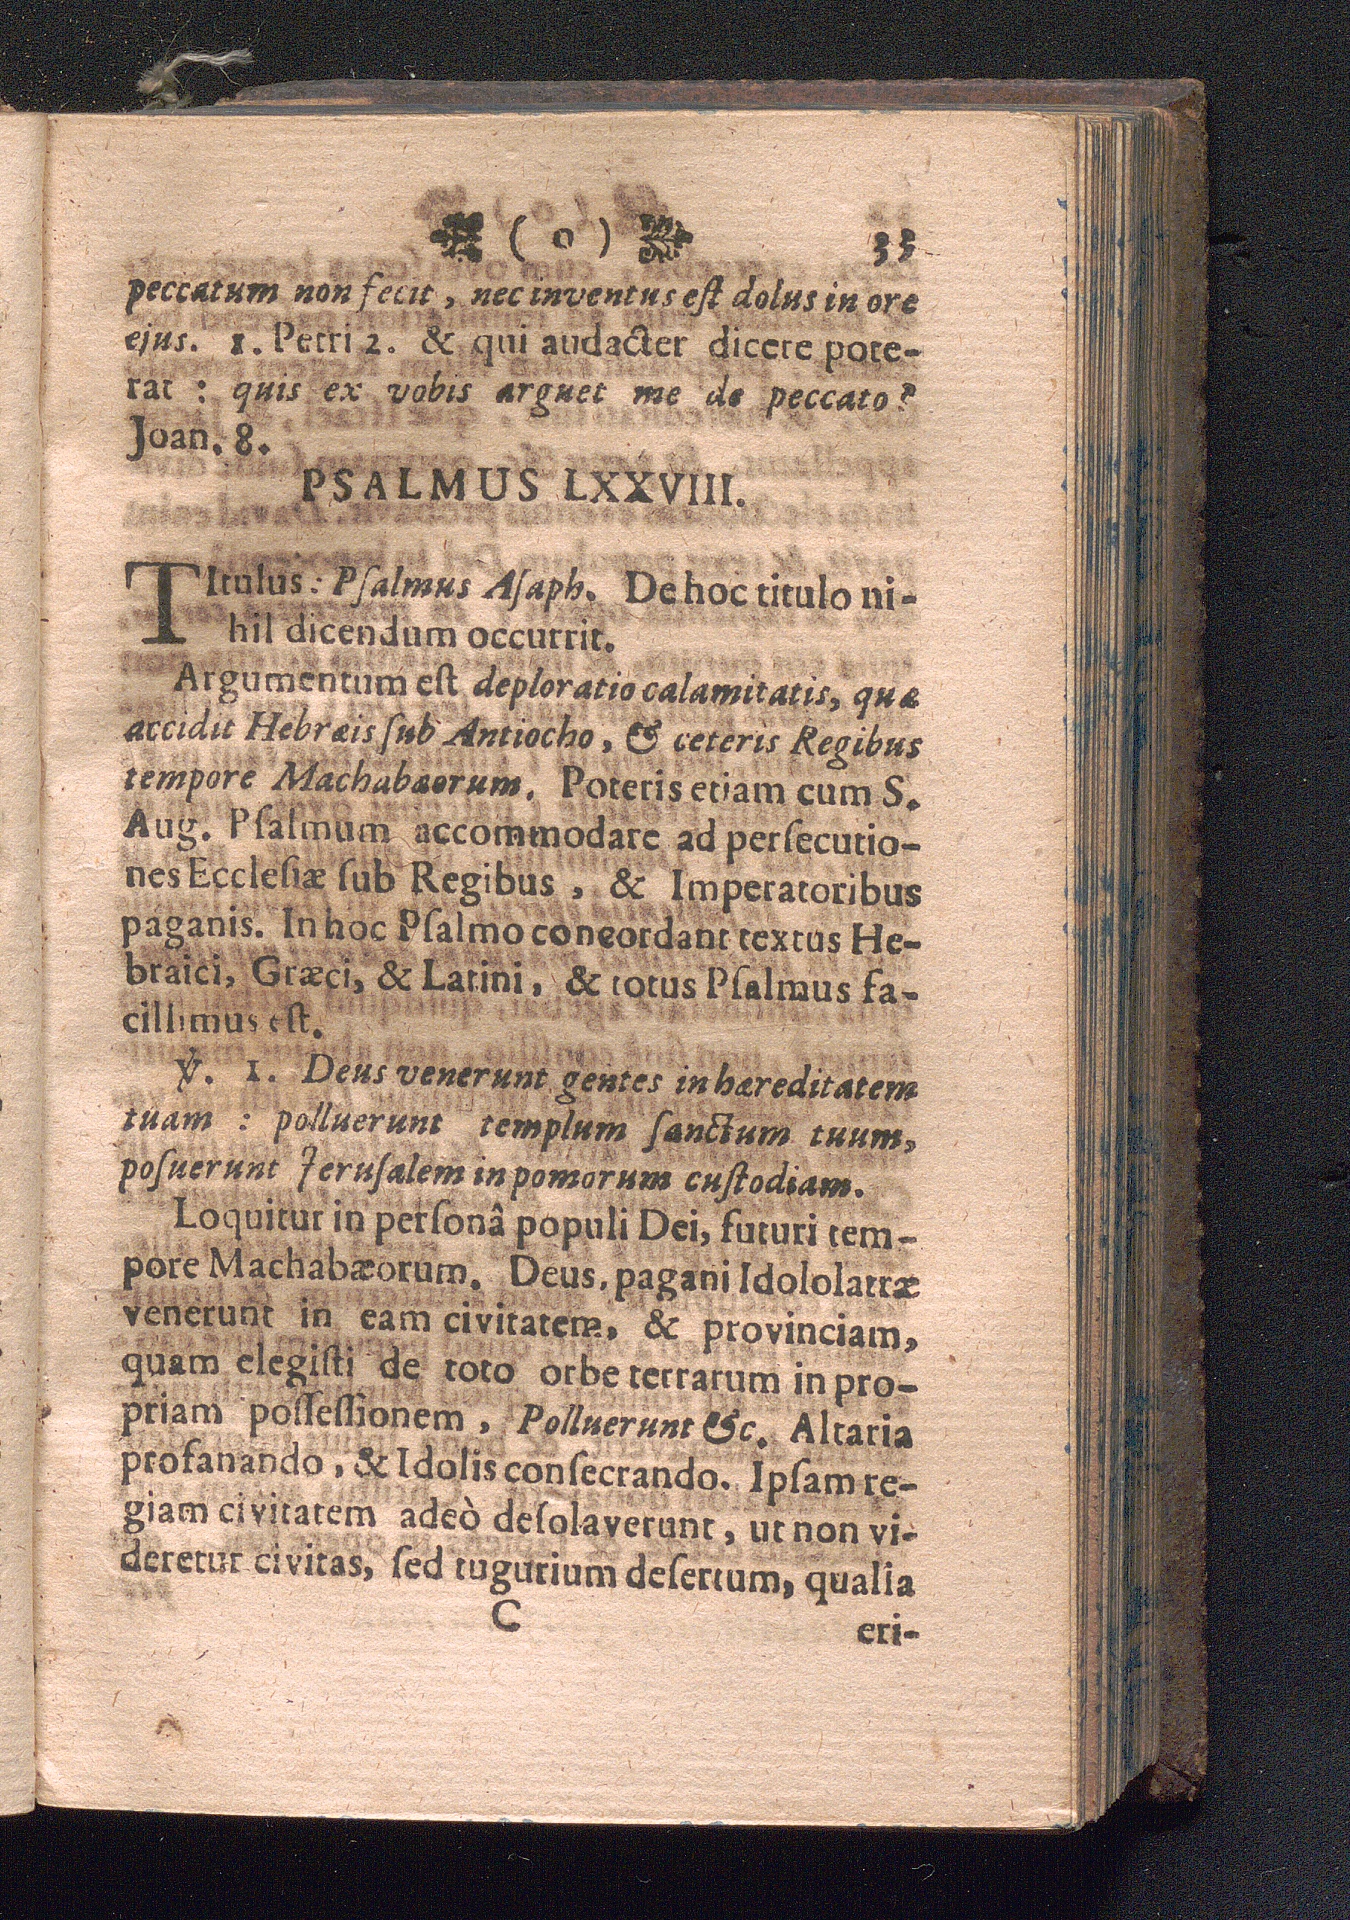 ( o ) 33
peccatum non fecit, nec inventus eſt dolus in ore
ejus. 1. Petri 2. & qui audacter dicere pote-
rat : quis ex vobis arguet me de peccato?
Joan. 8.
PSALMUS LXXVIII.
TItulus: Pſalmus Aſaph. De hoc titulo ni-
hil dicendum occurrit.
Argumentum eſt deploratio calamitatis, quæ
accidit Hebræis ſub Antiocho, & ceteris Regibus
tempore Machabæorum. Poteris etiam cum S.
Aug. Pſalmum accommodare ad perſecutio-
nes Eccleſiæ ſub Regibus, & Imperatoribus
paganis. In hoc Pſalmo concordant textus He-
braici, Græci, & Latini, & totus Pſalmus fa-
cillimus eſt.
℣. 1. Deus venerunt gentes in hæreditatem
tuam : polluerunt templum ſanctum tuum,
poſuerunt Jeruſalem in pomorum cuſtodiam.
Loquitur in perſonâ populi Dei, futuri tem-
pore Machabæorum. Deus, pagani Idololatræ
venerunt in eam civitatem, & provinciam,
quam elegiſti de toto orbe terrarum in pro-
priam poſſeſſionem, Polluerunt &c. Altaria
profanando, & Idolis conſecrando. Ipſam re-
giam civitatem adeò deſolaverunt, ut non vi-
deretur civitas, ſed tugurium deſertum, qualia
C eri-